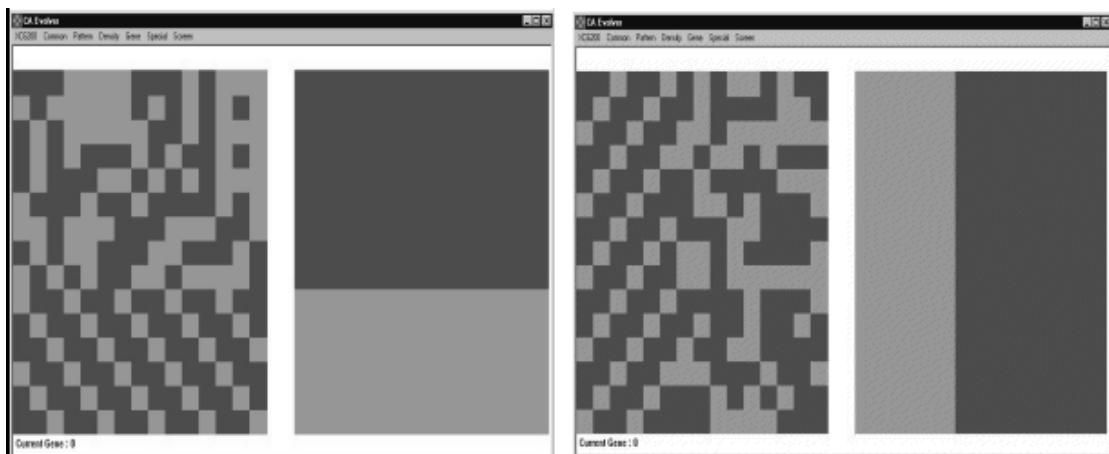 CA Evolver
XC6200 Common Pattern Density Gene Special Screen
Current Gene : 0
CA Evolver
XC6200 Common Pattern Density Gene Special Screen
Current Gene : 0